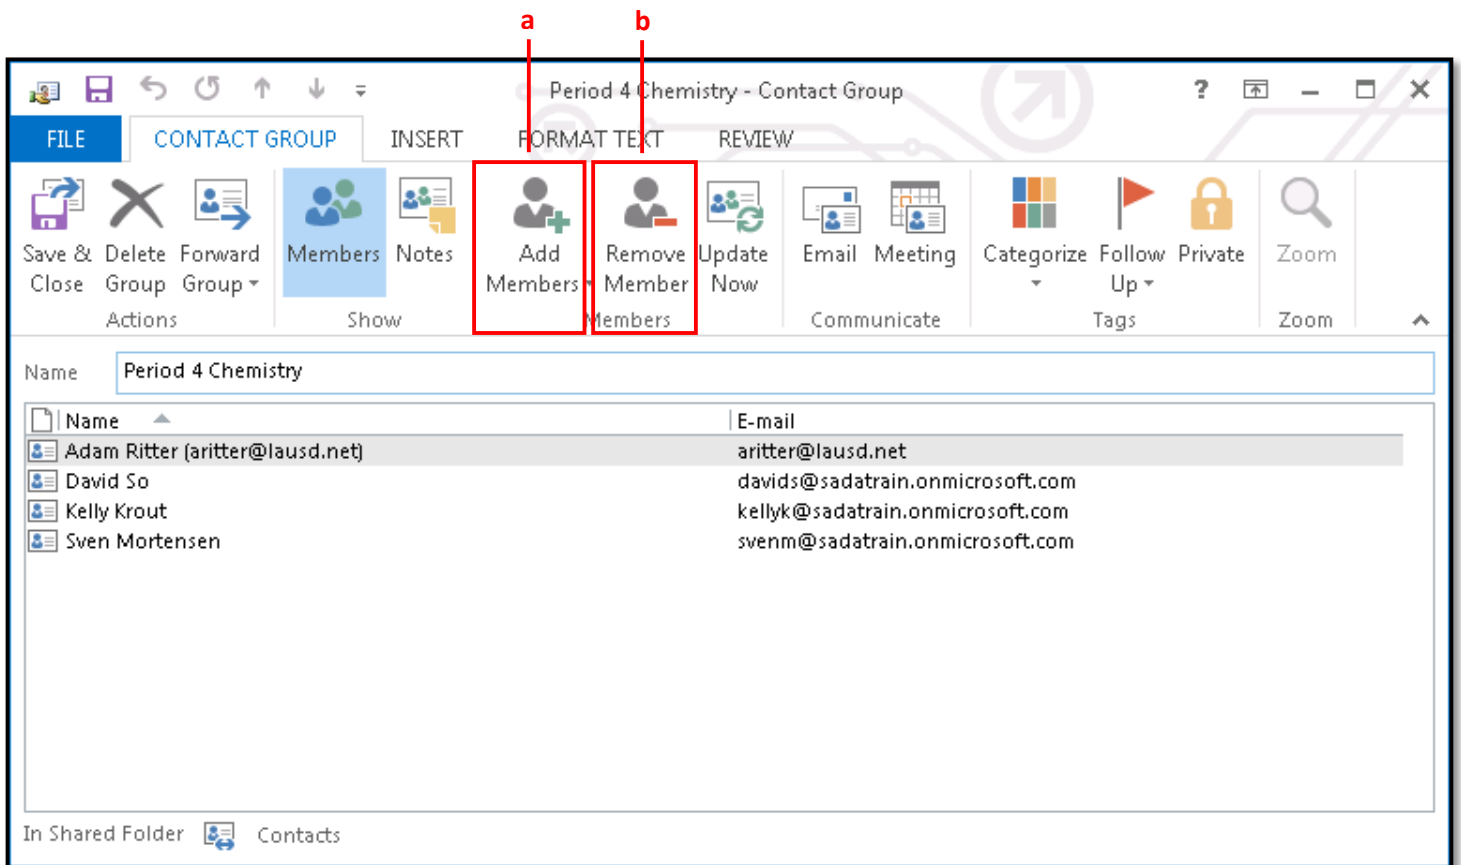 a b
Period 4 Chemistry - Contact Group ?
FILE CONTACT GROUP INSERT FORMAT TEXT REVIEW
Save & Delete Forward Members Notes Add Remove Update Email Meeting Categorize Follow Private Zoom
Close Group Group Members Member Now Up
Actions Show Members Communicate Tags Zoom
Name Period 4 Chemistry
Name E-mail
Adam Ritter (aritter@lausd.net) aritter@lausd.net
David So davids@sadatrain.onmicrosoft.com
Kelly Krout kellyk@sadatrain.onmicrosoft.com
Sven Mortensen svenm@sadatrain.onmicrosoft.com
In Shared Folder Contacts